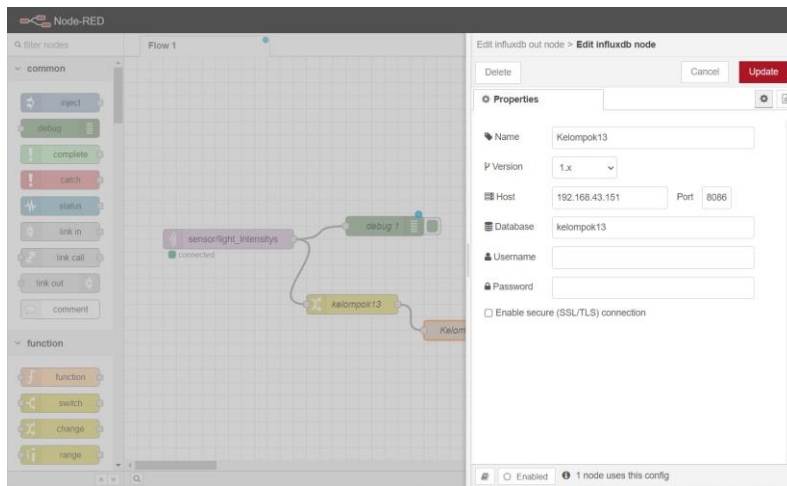 Node-RED
filter nodes
Flow 1
Edit influxdb out node > Edit influxdb node
Delete
Cancel
Update
Properties
common
inject
debug
complete
catch
status
link in
link call
link out
comment
function
function
switch
change
range
sensor/light_intensitys
connected
debug 1
kelompok13
Kelom
Name
Kelompok13
Version
1.x
Host
192.168.43.151
Port
8086
Database
kelompok13
Username
Password
Enable secure (SSL/TLS) connection
Enabled
1 node uses this config